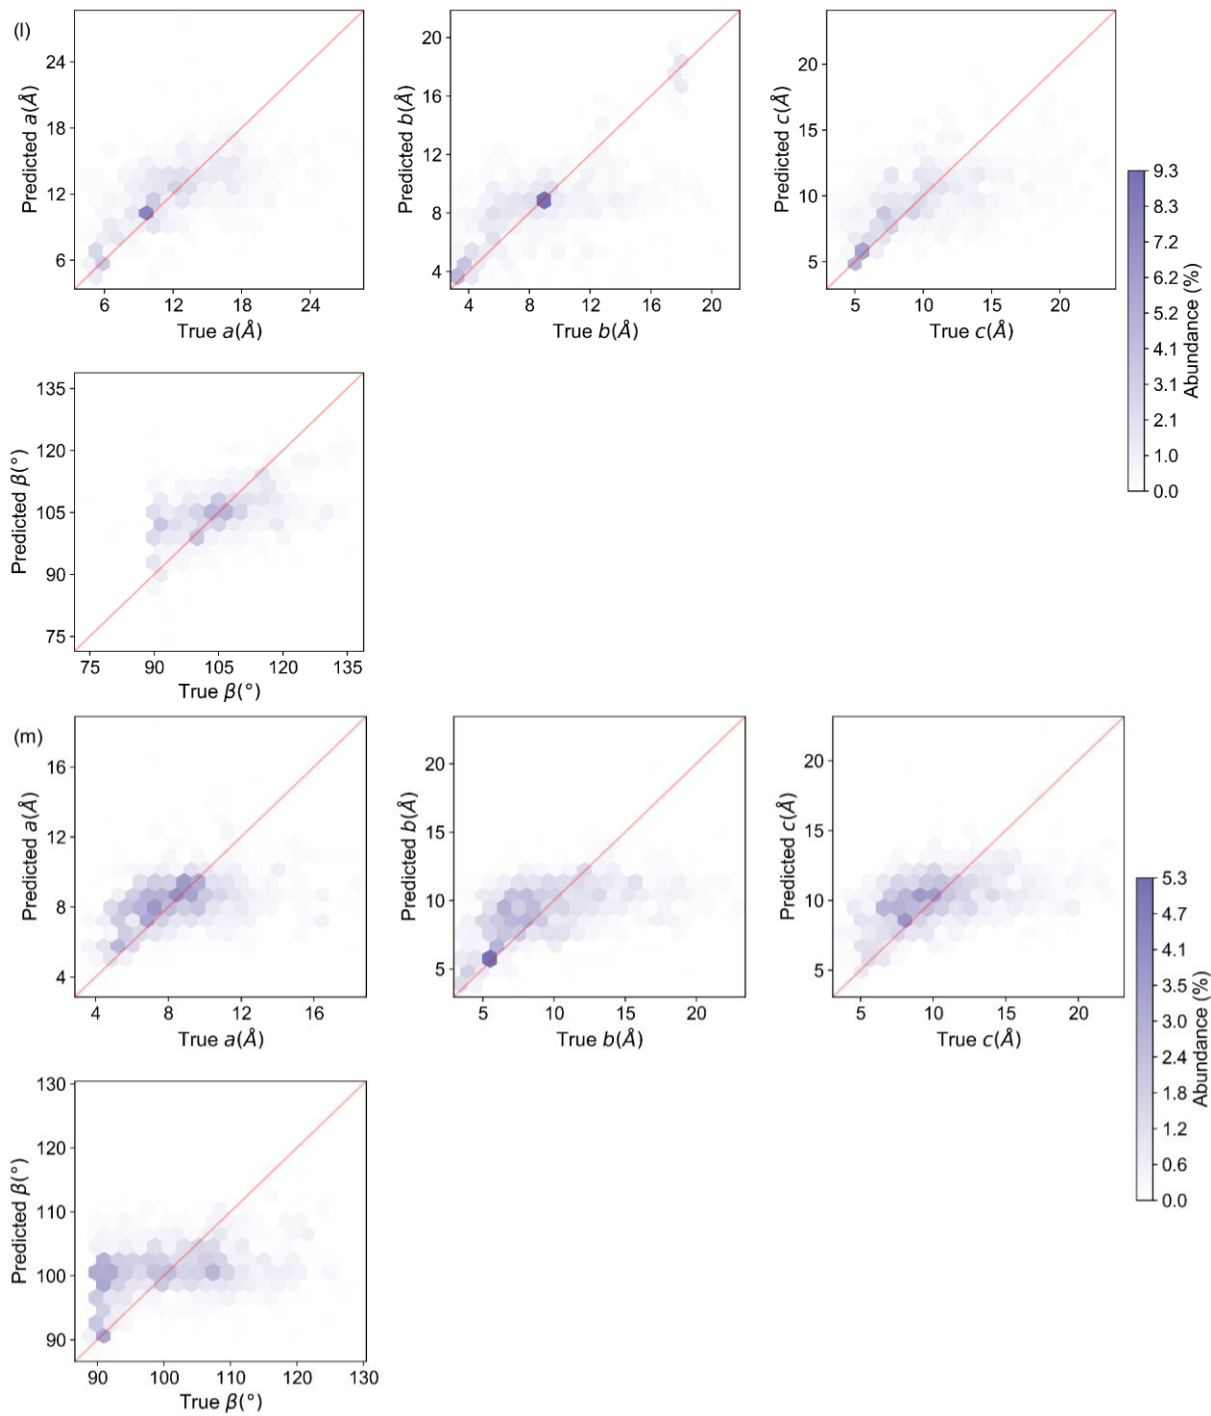 (l)
24
18
12
6
Predicted a(Å)
6 12 18 24
True a(Å)
20
16
12
8
4
Predicted b(Å)
4 8 12 16 20
True b(Å)
20
15
10
5
Predicted c(Å)
5 10 15 20
True c(Å)
9.3
8.3
7.2
6.2
5.2
4.1
3.1
2.1
1.0
0.0
Abundance (%)
135
120
105
90
75
Predicted β(°)
75 90 105 120 135
True β(°)
(m)
16
12
8
4
Predicted a(Å)
4 8 12 16
True a(Å)
20
15
10
5
Predicted b(Å)
5 10 15 20
True b(Å)
20
15
10
5
Predicted c(Å)
5 10 15 20
True c(Å)
5.3
4.7
4.1
3.5
3.0
2.4
1.8
1.2
0.6
0.0
Abundance (%)
130
120
110
100
90
Predicted β(°)
90 100 110 120 130
True β(°)